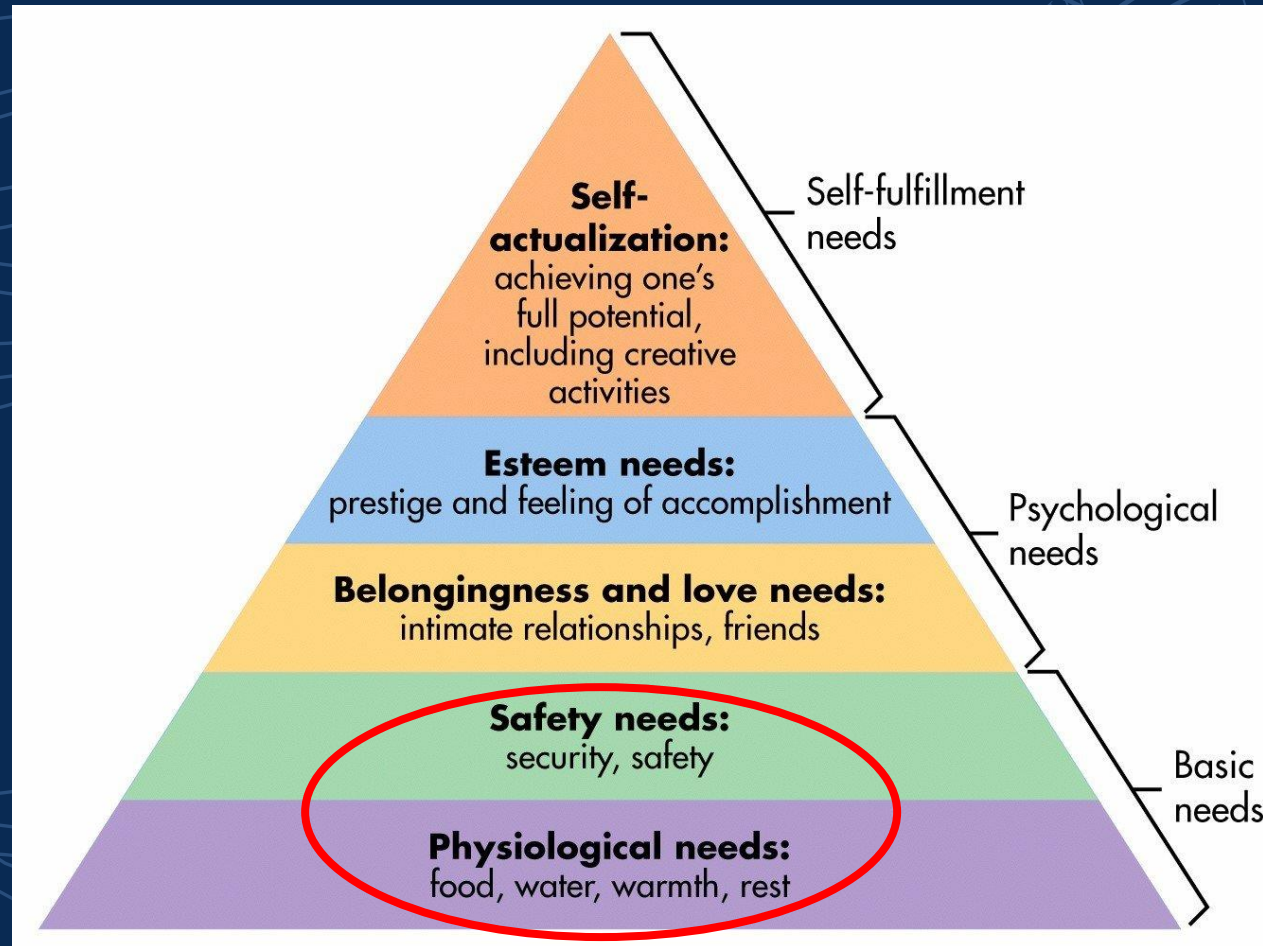 Self-
actualization:
achieving one's
full potential,
including creative
activities
Self-fulfillment
needs
Esteem needs:
prestige and feeling of accomplishment
Psychological
needs
Belongingness and love needs:
intimate relationships, friends
Safety needs:
security, safety
Basic
needs
Physiological needs:
food, water, warmth, rest